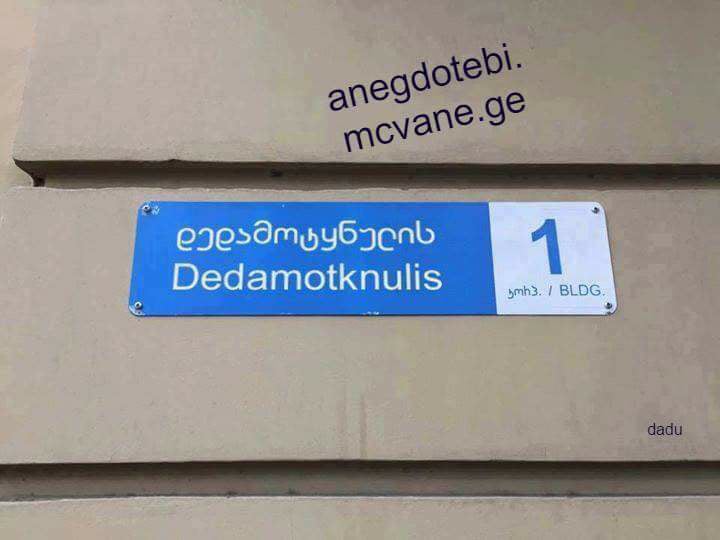 anegdotebi.
mcvane.ge
დედამოტყნულის
Dedamotknulis
1
კორპ. / BLDG.
dadu